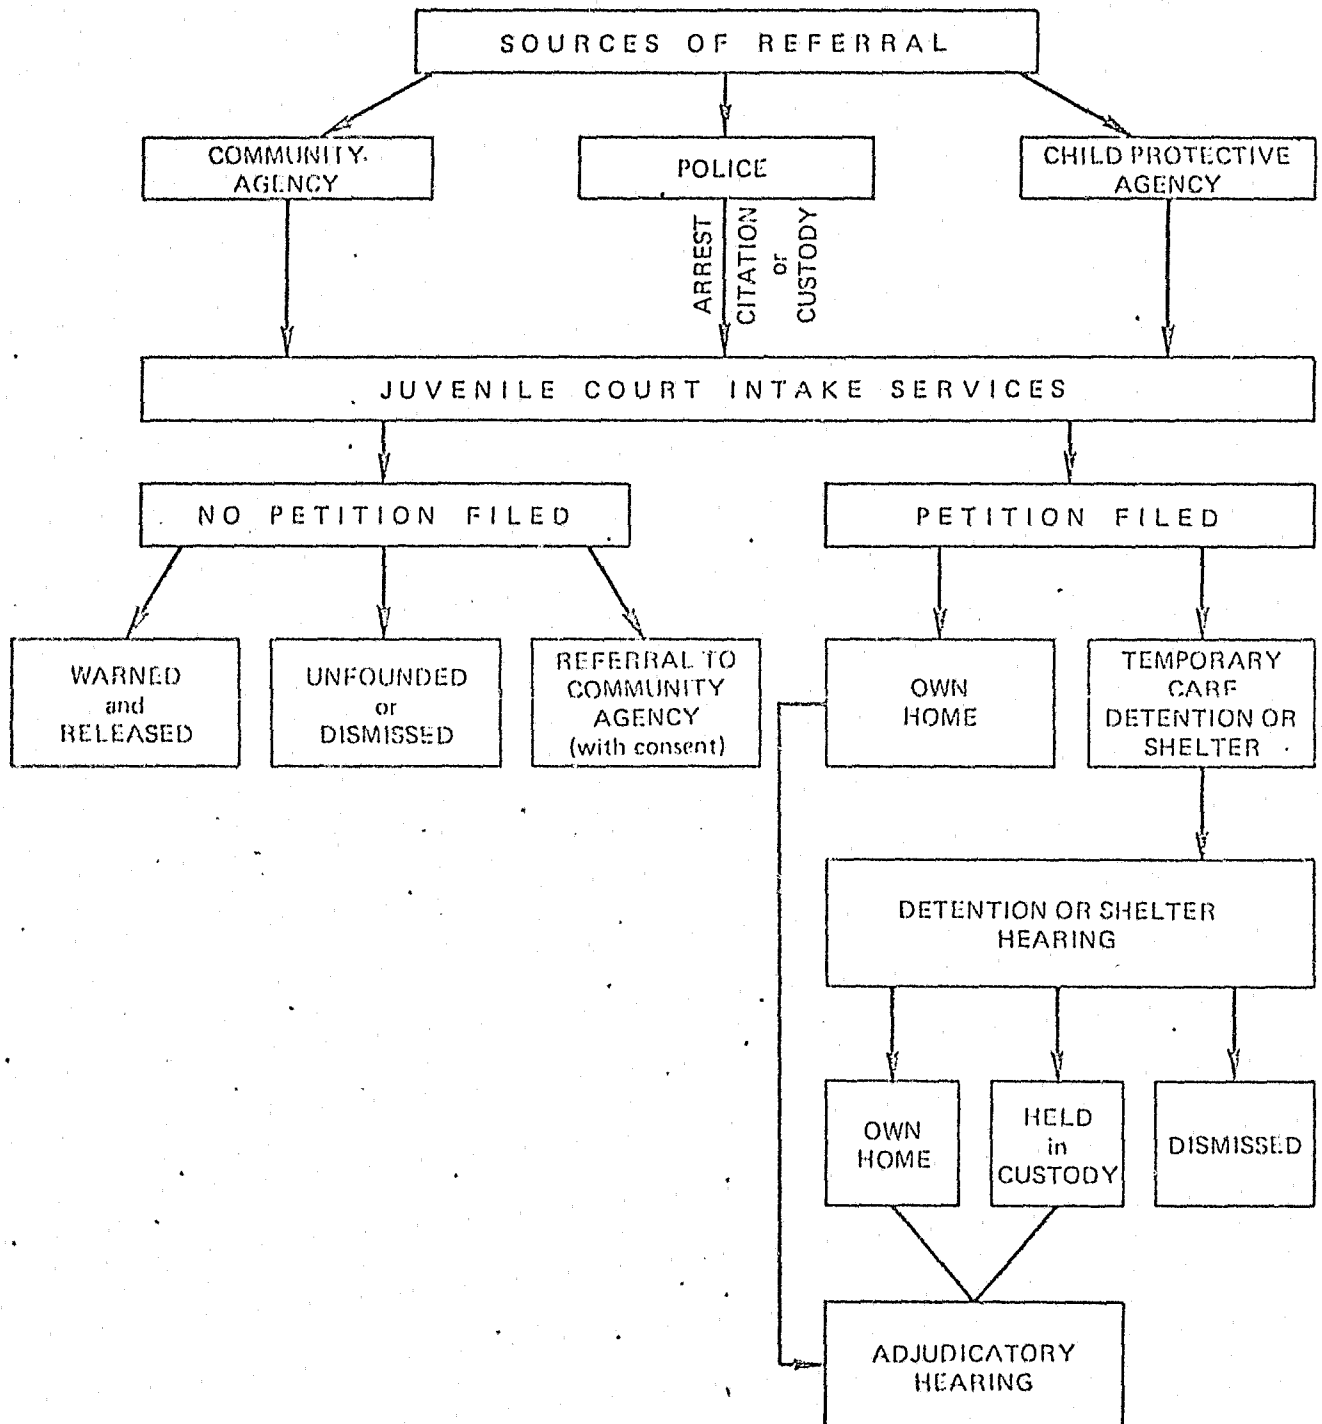 SOURCES OF REFERRAL
COMMUNITY
AGENCY
POLICE
CHILD PROTECTIVE
AGENCY
ARREST
CITATION
or
CUSTODY
JUVENILE COURT INTAKE SERVICES
NO PETITION FILED
PETITION FILED
WARNED
and
RELEASED
UNFOUNDED
or
DISMISSED
REFERRAL TO
COMMUNITY
AGENCY
(with consent)
OWN
HOME
TEMPORARY
CARE
DETENTION OR
SHELTER
DETENTION OR SHELTER
HEARING
OWN
HOME
HELD
in
CUSTODY
DISMISSED
ADJUDICATORY
HEARING